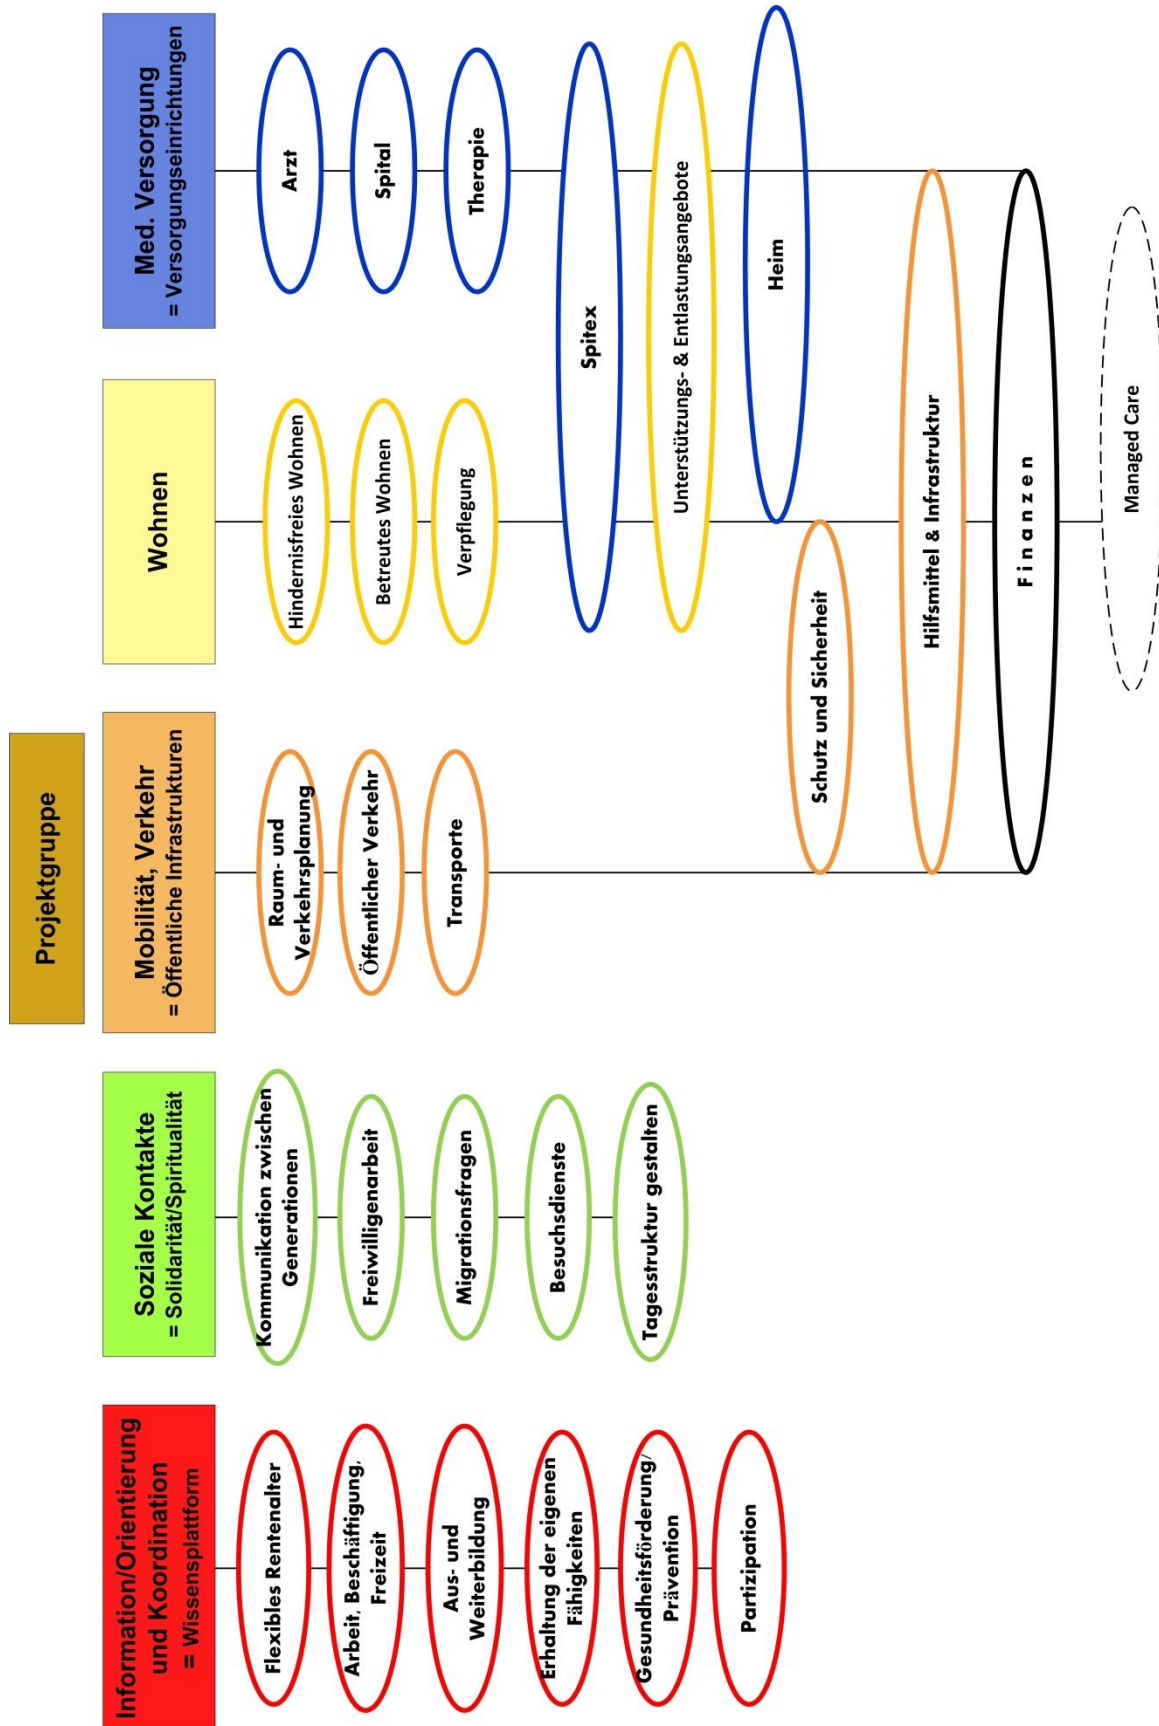 Projektgruppe
Information/Orientierung
und Koordination
= Wissensplattform
Flexibles Rentenalter
Arbeit, Beschäftigung,
Freizeit
Aus- und
Weiterbildung
Erhaltung der eigenen
Fähigkeiten
Gesundheitsförderung/
Prävention
Partizipation
Soziale Kontakte
= Solidarität/Spiritualität
Kommunikation zwischen
Generationen
Freiwilligenarbeit
Migrationsfragen
Besuchsdienste
Tagesstruktur gestalten
Mobilität, Verkehr
= Öffentliche Infrastrukturen
Raum- und
Verkehrsplanung
Öffentlicher Verkehr
Transporte
Wohnen
Hindernisfreies Wohnen
Betreutes Wohnen
Verpflegung
Med. Versorgung
= Versorgungseinrichtungen
Arzt
Spital
Therapie
Spitex
Unterstützungs- & Entlastungsangebote
Heim
Schutz und Sicherheit
Hilfsmittel & Infrastruktur
Finanzen
Managed Care